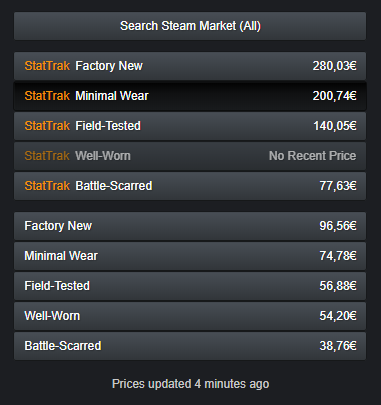 Search Steam Market (All)
StatTrak Factory New 280,03€
StatTrak Minimal Wear 200,74€
StatTrak Field-Tested 140,05€
StatTrak Well-Worn No Recent Price
StatTrak Battle-Scarred 77,63€
Factory New 96,56€
Minimal Wear 74,78€
Field-Tested 56,88€
Well-Worn 54,20€
Battle-Scarred 38,76€
Prices updated 4 minutes ago